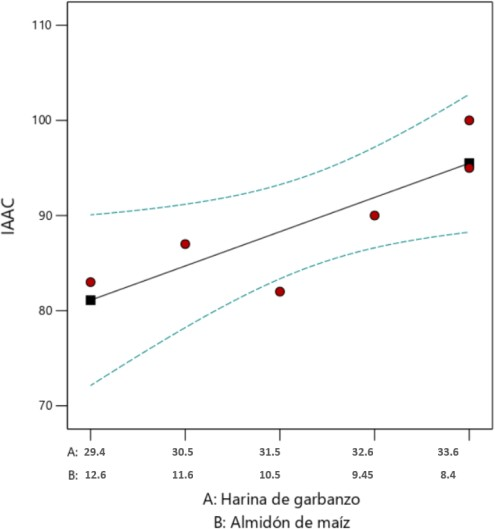 110
100
90
80
70
IAAC
A: 29.4 30.5 31.5 32.6 33.6
B: 12.6 11.6 10.5 9.45 8.4
A: Harina de garbanzo
B: Almidón de maíz